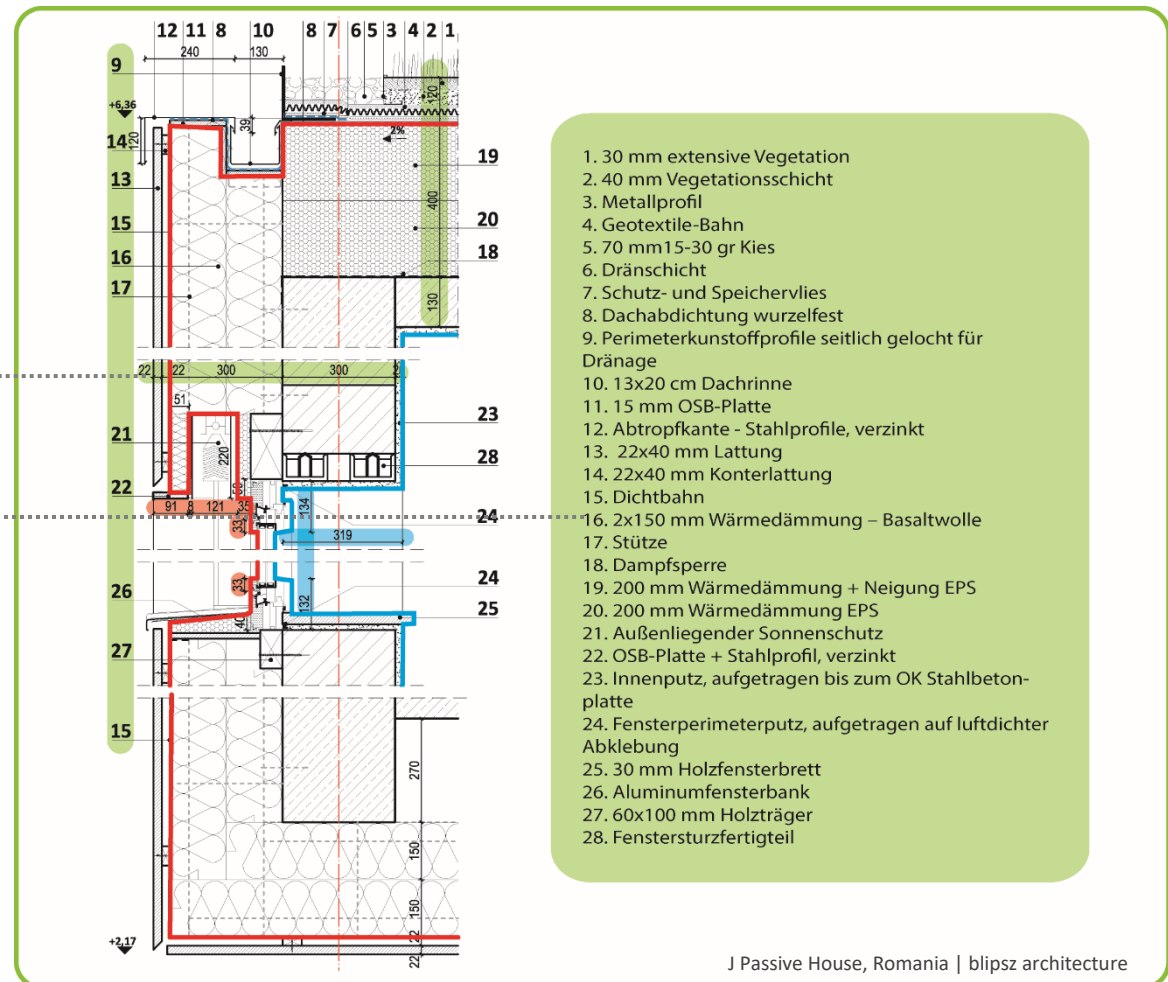 12 11 8 10 8 7 6 5 3 4 2 1
240 130
9
120
+6,36
39
2%
120
14
19
13
400
15
20
16
18
17
130
22 22 300 300
51
23
21
220
28
22
91 8 121 35
134
24
33
319
33
24
26
132
25
40
27
15
270
150
150
+2,17
22
22
1. 30 mm extensive Vegetation
2. 40 mm Vegetationsschicht
3. Metallprofil
4. Geotextile-Bahn
5. 70 mm15-30 gr Kies
6. Dränschicht
7. Schutz- und Speichervlies
8. Dachabdichtung wurzelfest
9. Perimeterkunstoffprofile seitlich gelocht für
Dränage
10. 13x20 cm Dachrinne
11. 15 mm OSB-Platte
12. Abtropfkante - Stahlprofile, verzinkt
13. 22x40 mm Lattung
14. 22x40 mm Konterlattung
15. Dichtbahn
16. 2x150 mm Wärmedämmung – Basaltwolle
17. Stütze
18. Dampfsperre
19. 200 mm Wärmedämmung + Neigung EPS
20. 200 mm Wärmedämmung EPS
21. Außenliegender Sonnenschutz
22. OSB-Platte + Stahlprofil, verzinkt
23. Innenputz, aufgetragen bis zum OK Stahlbeton-
platte
24. Fensterperimeterputz, aufgetragen auf luftdichter
Abklebung
25. 30 mm Holzfensterbrett
26. Aluminumfensterbank
27. 60x100 mm Holzträger
28. Fenstersturzfertigteil
J Passive House, Romania | blipsz architecture